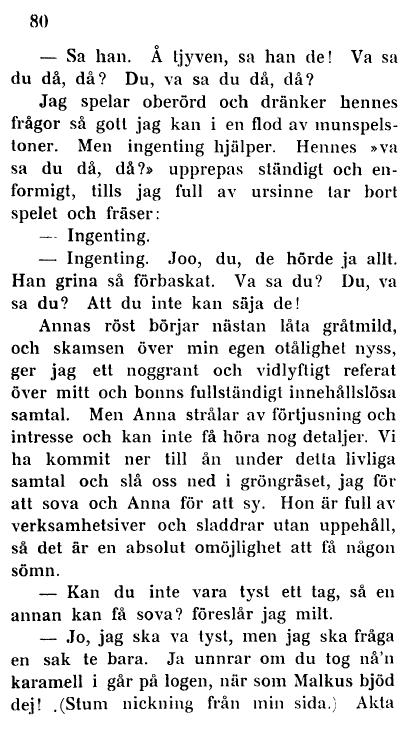 80
— Sa han. Å tjyven, sa han de! Va sa
du då, då? Du, va sa du då, då?
Jag spelar oberörd och dränker hennes
frågor så gott jag kan i en flod av munspels-
toner. Men ingenting hjälper. Hennes »va
sa du då, då?» upprepas ständigt och en-
formigt, tills jag full av ursinne tar bort
spelet och fräser:
— Ingenting.
— Ingenting. Joo, du, de hörde ja allt.
Han grina så förbaskat. Va sa du? Du, va
sa du? Att du inte kan säja de!
Annas röst börjar nästan låta gråtmild,
och skamsen över min egen otålighet nyss,
ger jag ett noggrant och vidlyftigt referat
över mitt och bonns fullständigt innehållslösa
samtal. Men Anna strålar av förtjusning och
intresse och kan inte få höra nog detaljer. Vi
ha kommit ner till ån under detta livliga
samtal och slå oss ned i gröngräset, jag för
att sova och Anna för att sy. Hon är full av
verksamhetsiver och sladdrar utan uppehåll,
så det är en absolut omöjlighet att få någon
sömn.
— Kan du inte vara tyst ett tag, så en
annan kan få sova? föreslår jag milt.
— Jo, jag ska va tyst, men jag ska fråga
en sak te bara. Ja unnrar om du tog nå'n
karamell i går på logen, när som Malkus bjöd
dej! .(Stum nickning från min sida.) Akta